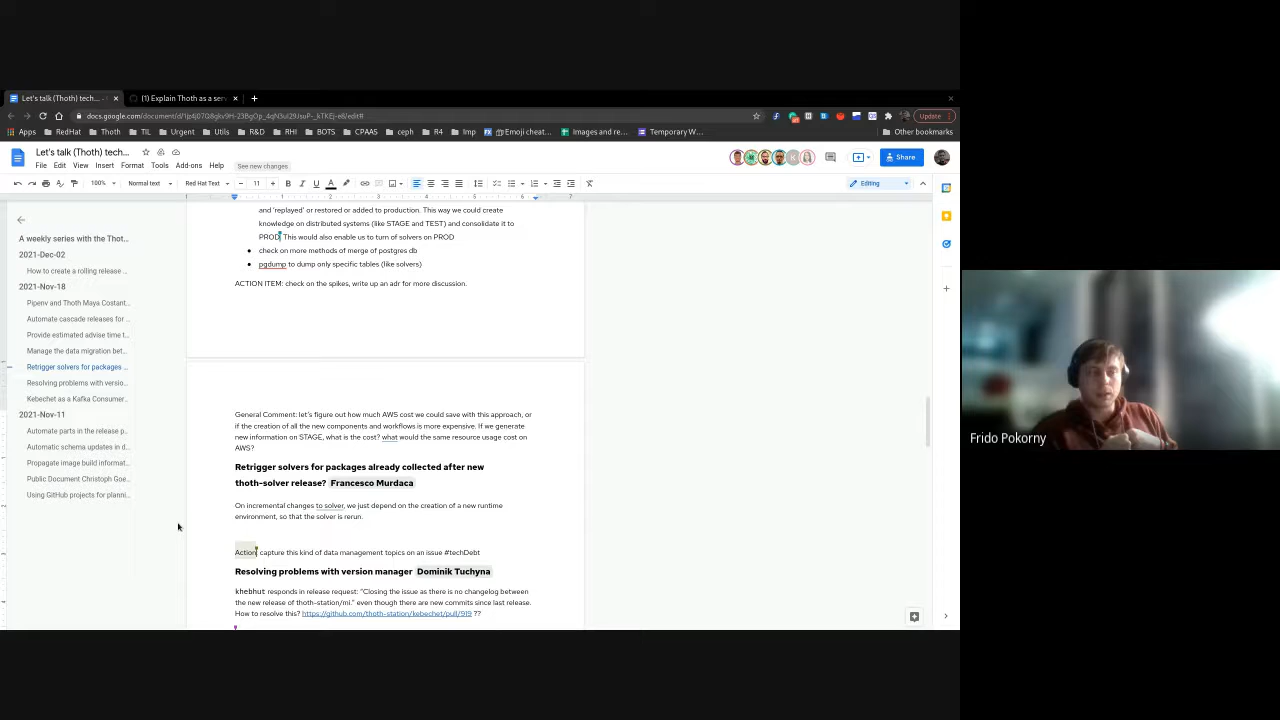 Let's talk (Thoth) tech...
(1) Explain Thoth as a serv
Update
Apps RedHat Thoth TIL Urgent Utils R&D RHI BOTS CPAAS ceph R4 Imp Emoji cheat... Images and re... Temporary W... Other bookmarks
Let's talk (Thoth) tech...
File Edit View Insert Format Tools Add-ons Help See new changes
Share
100% Normal text Red Hat Text 11 Editing
1 1 2 3 4 5 6 7
A weekly series with the Thot...
2021-Dec-02
How to create a rolling release ...
2021-Nov-18
Pipenv and Thoth Maya Costant...
Automate cascade releases for ...
Provide estimated advise time t...
Manage the data migration bet...
Retrigger solvers for packages ...
Resolving problems with versio...
Kebechet as a Kafka Consumer...
2021-Nov-11
Automate parts in the release p...
Automatic schema updates in d...
Propagate image build informat...
Public Document Christoph Goe...
Using GitHub projects for planni...
and 'replayed' or restored or added to production. This way we could create
knowledge on distributed systems (like STAGE and TEST) and consolidate it to
PROD. This would also enable us to turn of solvers on PROD
● check on more methods of merge of postgres db
● pgdump to dump only specific tables (like solvers)
ACTION ITEM: check on the spikes, write up an adr for more discussion.
General Comment: let's figure out how much AWS cost we could save with this approach, or
if the creation of all the new components and workflows is more expensive. If we generate
new information on STAGE, what is the cost? what would the same resource usage cost on
AWS?
Retrigger solvers for packages already collected after new
thoth-solver release? Francesco Murdaca
On incremental changes to solver, we just depend on the creation of a new runtime
environment, so that the solver is rerun.
Action: capture this kind of data management topics on an issue #techDebt
Resolving problems with version manager Dominik Tuchyna
khebhut responds in release request: "Closing the issue as there is no changelog between
the new release of thoth-station/mi." even though there are new commits since last release.
How to resolve this? https://github.com/thoth-station/kebechet/pull/919 ??
Frido Pokorny